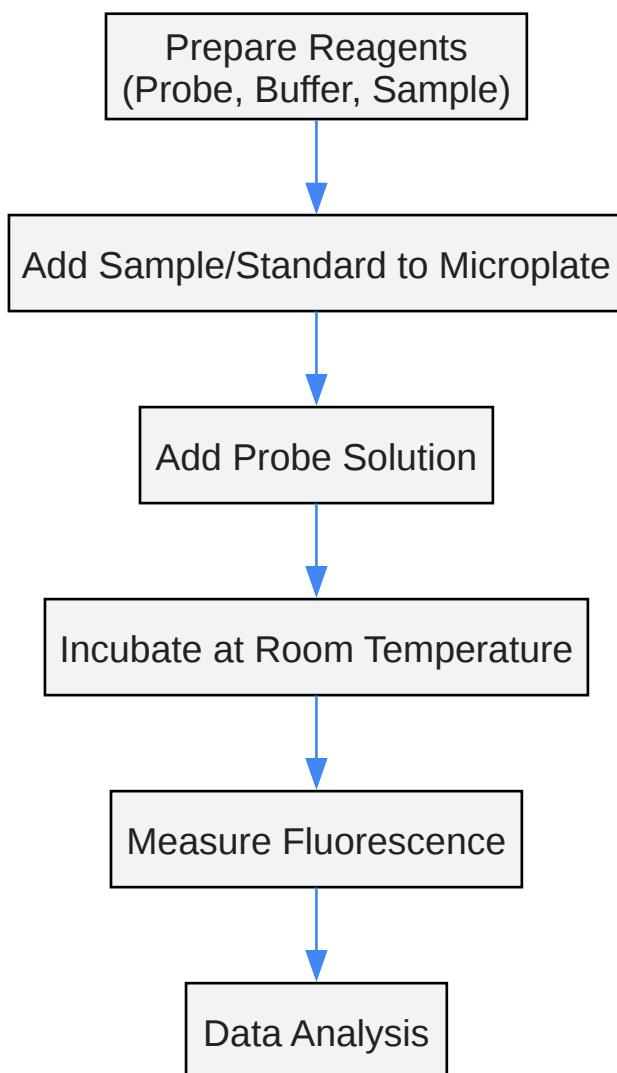 Prepare Reagents
(Probe, Buffer, Sample)
Add Sample/Standard to Microplate
Add Probe Solution
Incubate at Room Temperature
Measure Fluorescence
Data Analysis